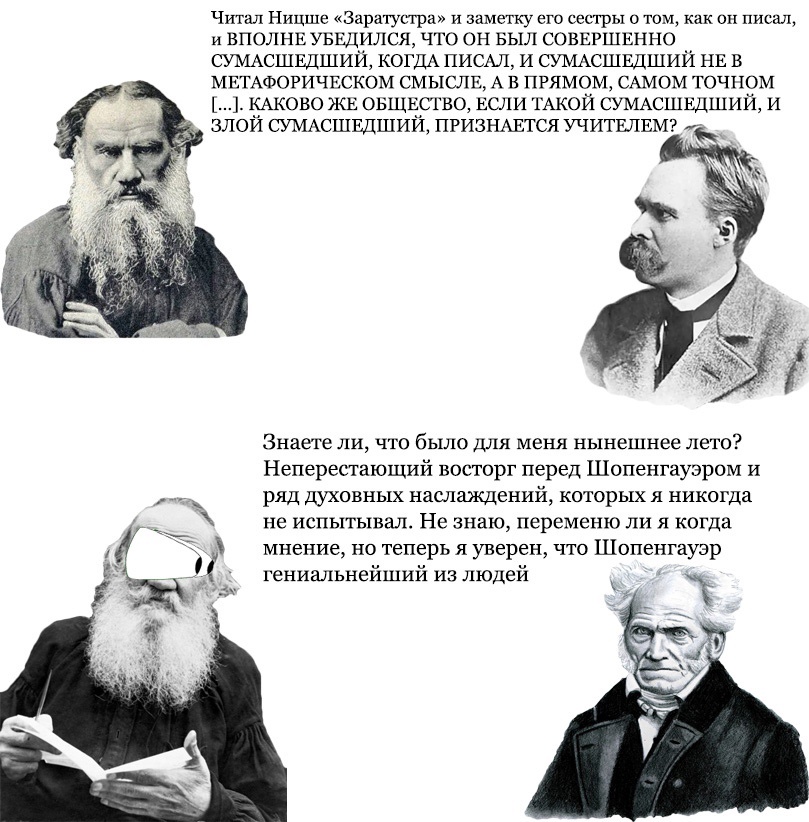 Читал Ницше «Заратустра» и заметку его сестры о том, как он писал,
и ВПОЛНЕ УБЕДИЛСЯ, ЧТО ОН БЫЛ СОВЕРШЕННО
СУМАСШЕДШИЙ, КОГДА ПИСАЛ, И СУМАСШЕДШИЙ НЕ В
МЕТАФОРИЧЕСКОМ СМЫСЛЕ, А В ПРЯМОМ, САМОМ ТОЧНОМ
[...]. КАКОВО ЖЕ ОБЩЕСТВО, ЕСЛИ ТАКОЙ СУМАСШЕДШИЙ, И
ЗЛОЙ СУМАСШЕДШИЙ, ПРИЗНАЕТСЯ УЧИТЕЛЕМ?
Знаете ли, что было для меня нынешнее лето?
Неперестающий восторг перед Шопенгауэром и
ряд духовных наслаждений, которых я никогда
не испытывал. Не знаю, переменю ли я когда
мнение, но теперь я уверен, что Шопенгауэр
гениальнейший из людей